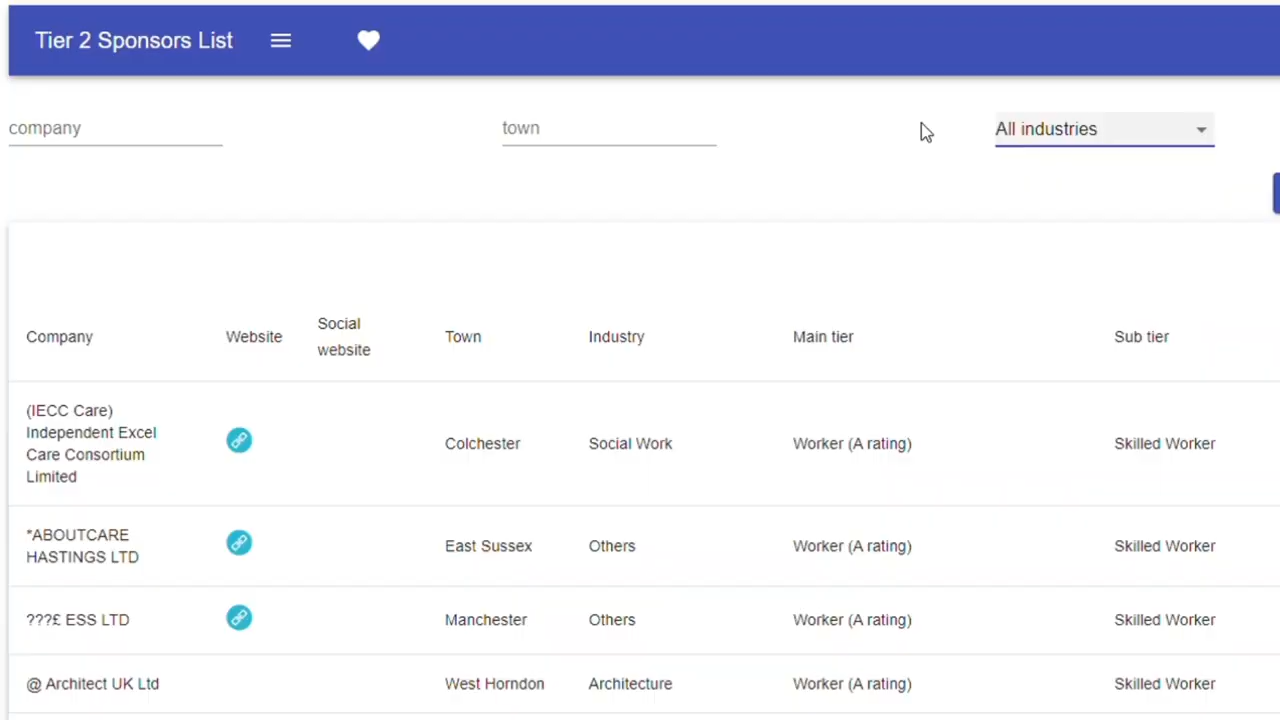 Tier 2 Sponsors List
company
town
All industries
Company
Website
Social
website
Town
Industry
Main tier
Sub tier
(IECC Care)
Independent Excel
Care Consortium
Limited
Colchester
Social Work
Worker (A rating)
Skilled Worker
"ABOUTCARE
HASTINGS LTD
East Sussex
Others
Worker (A rating)
Skilled Worker
???£ ESS LTD
Manchester
Others
Worker (A rating)
Skilled Worker
@ Architect UK Ltd
West Horndon
Architecture
Worker (A rating)
Skilled Worker